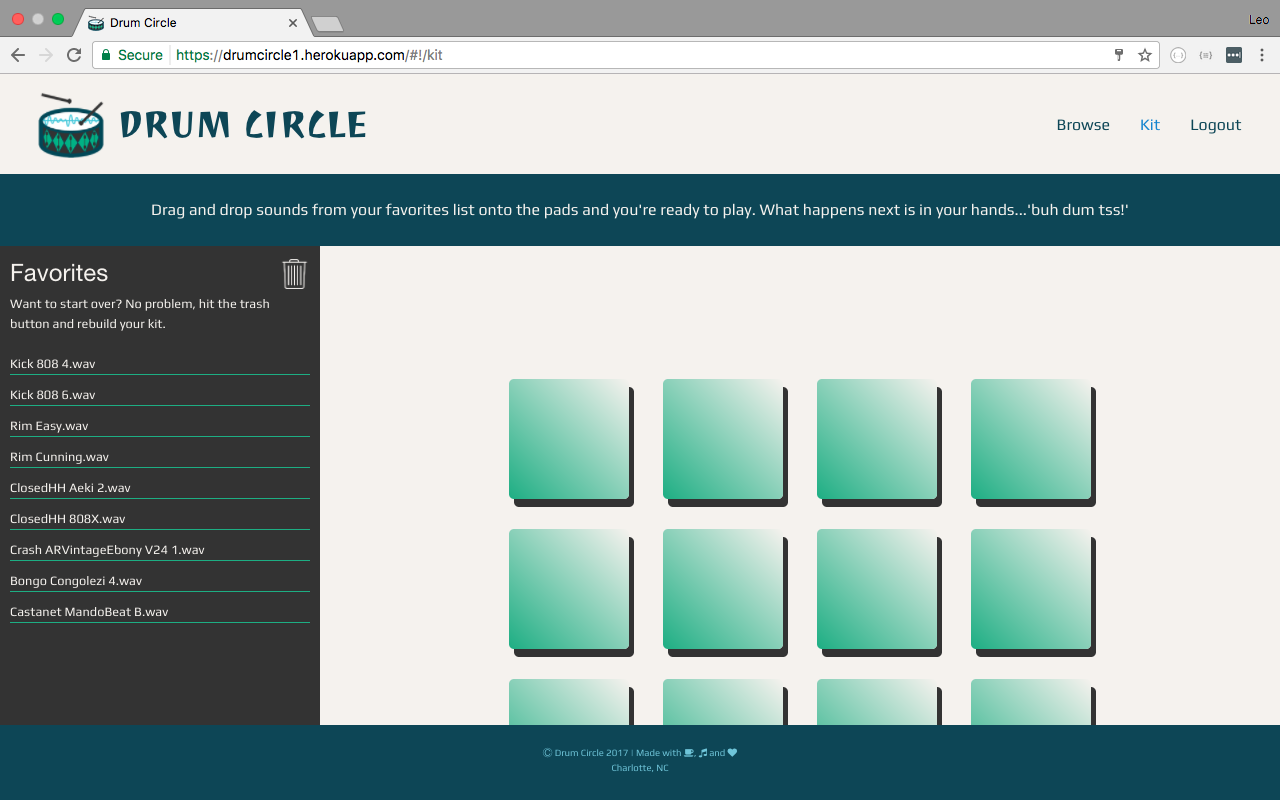 Drum Circle
Leo
Secure https://drumcircle1.herokuapp.com/#!/kit
DRUM CIRCLE
Browse Kit Logout
Drag and drop sounds from your favorites list onto the pads and you're ready to play. What happens next is in your hands...'buh dum tss!'
Favorites
Want to start over? No problem, hit the trash
button and rebuild your kit.
Kick 808 4.wav
Kick 808 6.wav
Rim Easy.wav
Rim Cunning.wav
ClosedHH Aeki 2.wav
ClosedHH 808X.wav
Crash ARVintageEbony V24 1.wav
Bongo Congolezi 4.wav
Castanet MandoBeat B.wav
© Drum Circle 2017 | Made with , and
Charlotte, NC